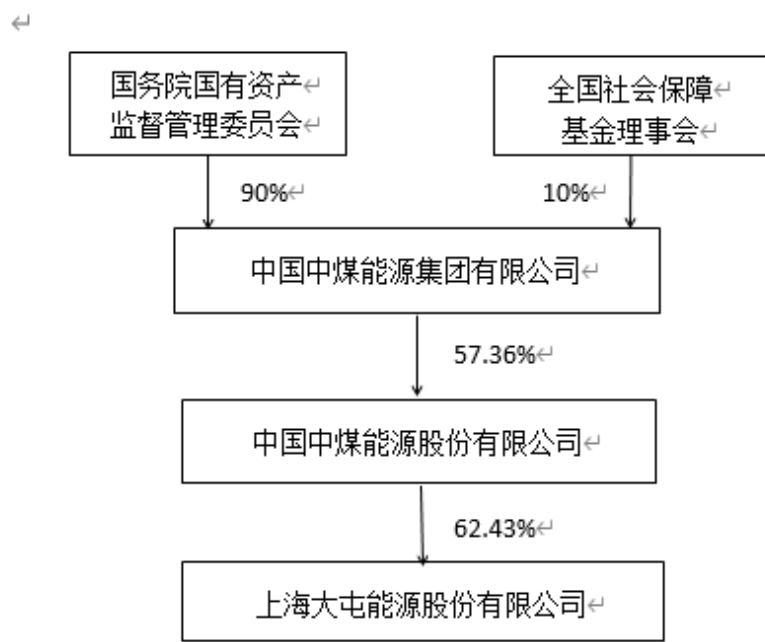 国务院国有资产
监督管理委员会
全国社会保障
基金理事会
90%
10%
中国中煤能源集团有限公司
57.36%
中国中煤能源股份有限公司
62.43%
上海大屯能源股份有限公司